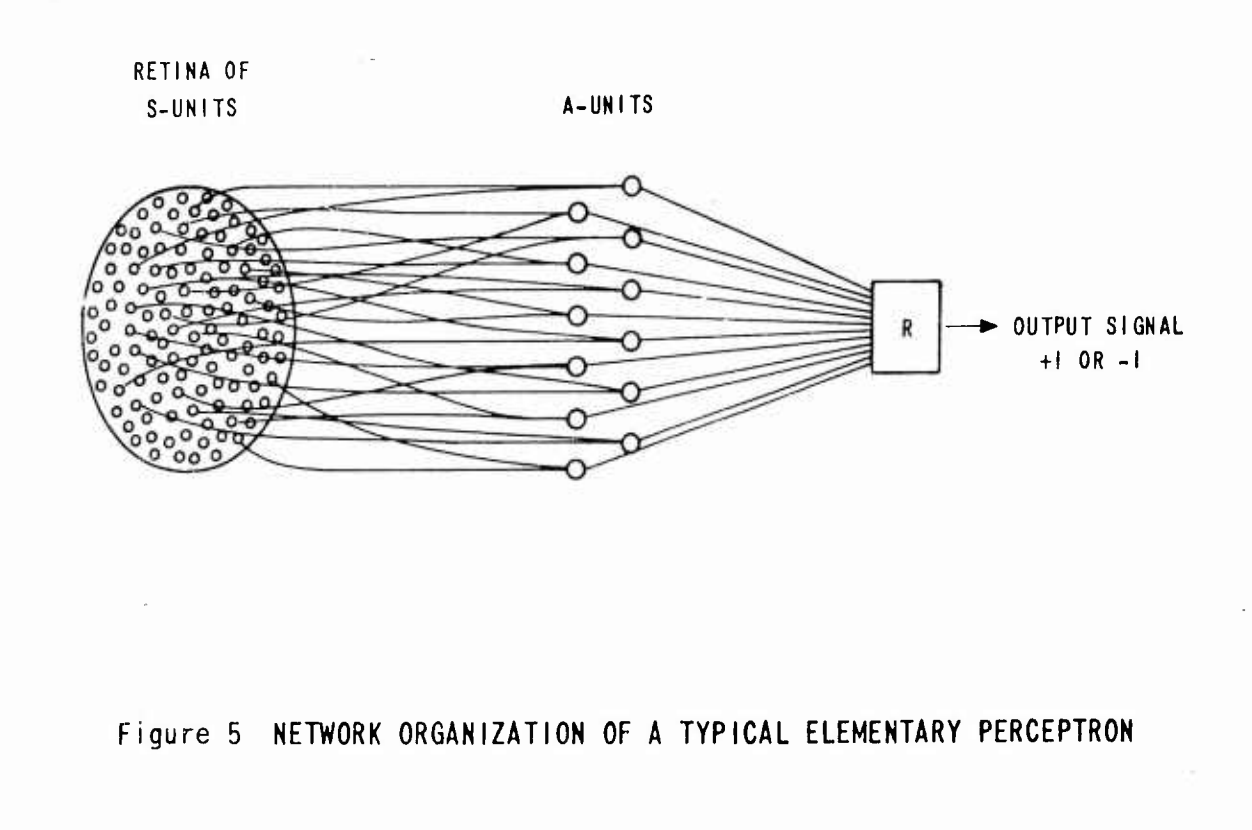 RETINA OF
S-UNITS
A-UNITS
R
OUTPUT SIGNAL
+1 OR -1
Figure 5 NETWORK ORGANIZATION OF A TYPICAL ELEMENTARY PERCEPTRON